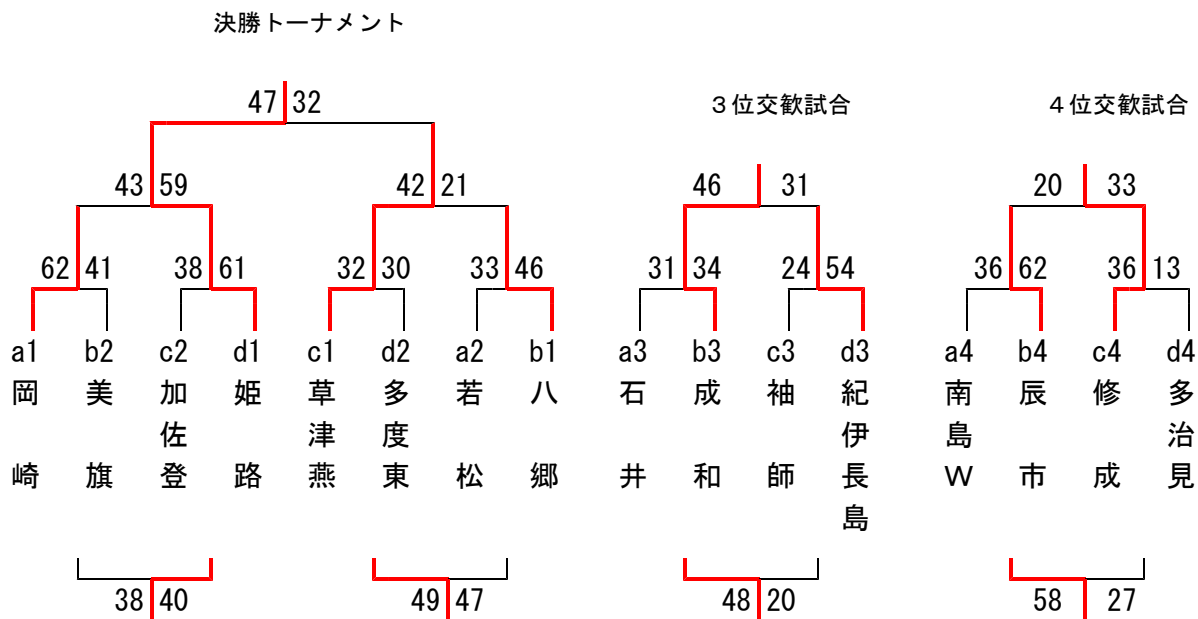 決勝トーナメント
３位交歓試合
４位交歓試合
47 32
43 59 42 21 46 31 20 33
62 41 38 61 32 30 33 46 31 34 24 54 36 62 36 13
a1 b2 c2 d1 c1 d2 a2 b1 a3 b3 c3 d3 a4 b4 c4 d4
岡崎
美旗
加佐登
姫路
草津燕
多度東
若松
八郷
石井
成和
袖師
紀伊長島
南島Ｗ
辰市
修成
多治見
38 40 49 47 48 20 58 27